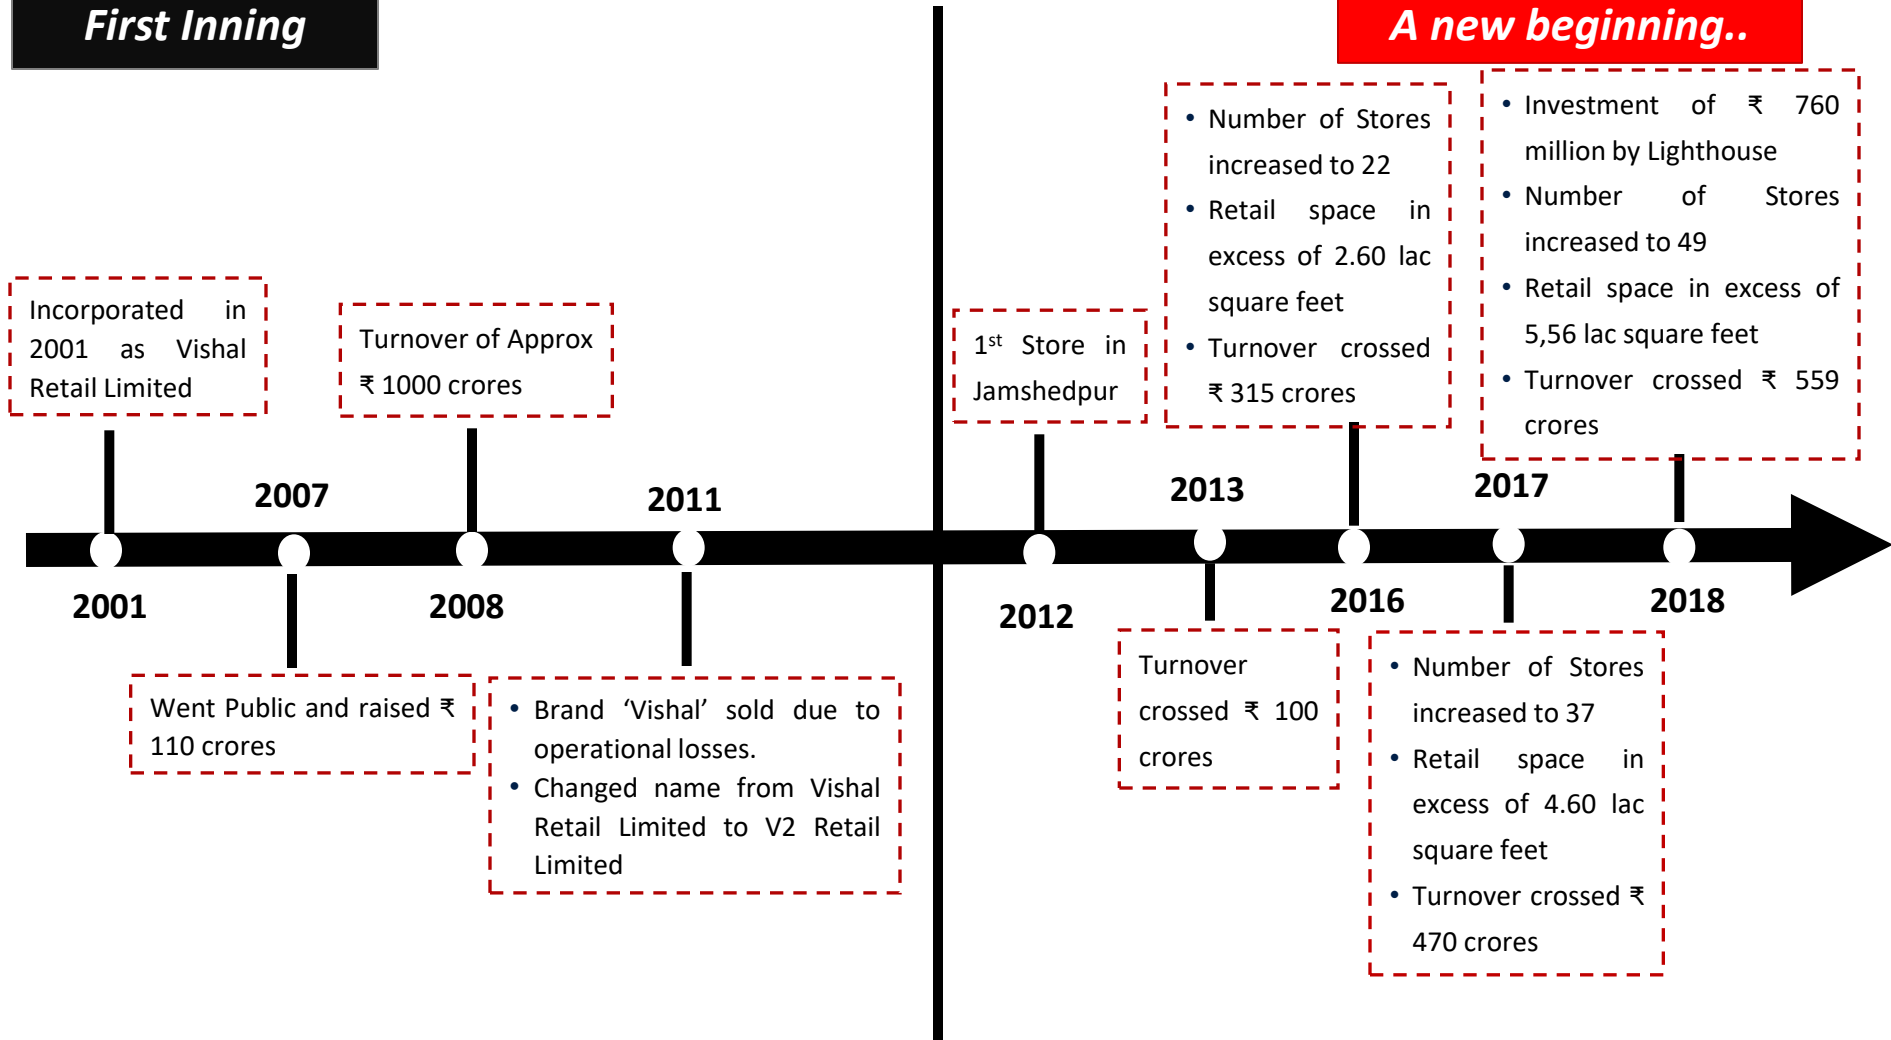 First Inning
A new beginning..
Incorporated in
2001 as Vishal
Retail Limited
Turnover of Approx
₹ 1000 crores
1st Store in
Jamshedpur
• Number of Stores
increased to 22
• Retail space in
excess of 2.60 lac
square feet
• Turnover crossed
₹ 315 crores
• Investment of ₹ 760
million by Lighthouse
• Number of Stores
increased to 49
• Retail space in excess of
5,56 lac square feet
• Turnover crossed ₹ 559
crores
2007
2011
2013
2017
2001
2008
2012
2016
2018
Went Public and raised ₹
110 crores
• Brand ‘Vishal’ sold due to
operational losses.
• Changed name from Vishal
Retail Limited to V2 Retail
Limited
Turnover
crossed ₹ 100
crores
• Number of Stores
increased to 37
• Retail space in
excess of 4.60 lac
square feet
• Turnover crossed ₹
470 crores